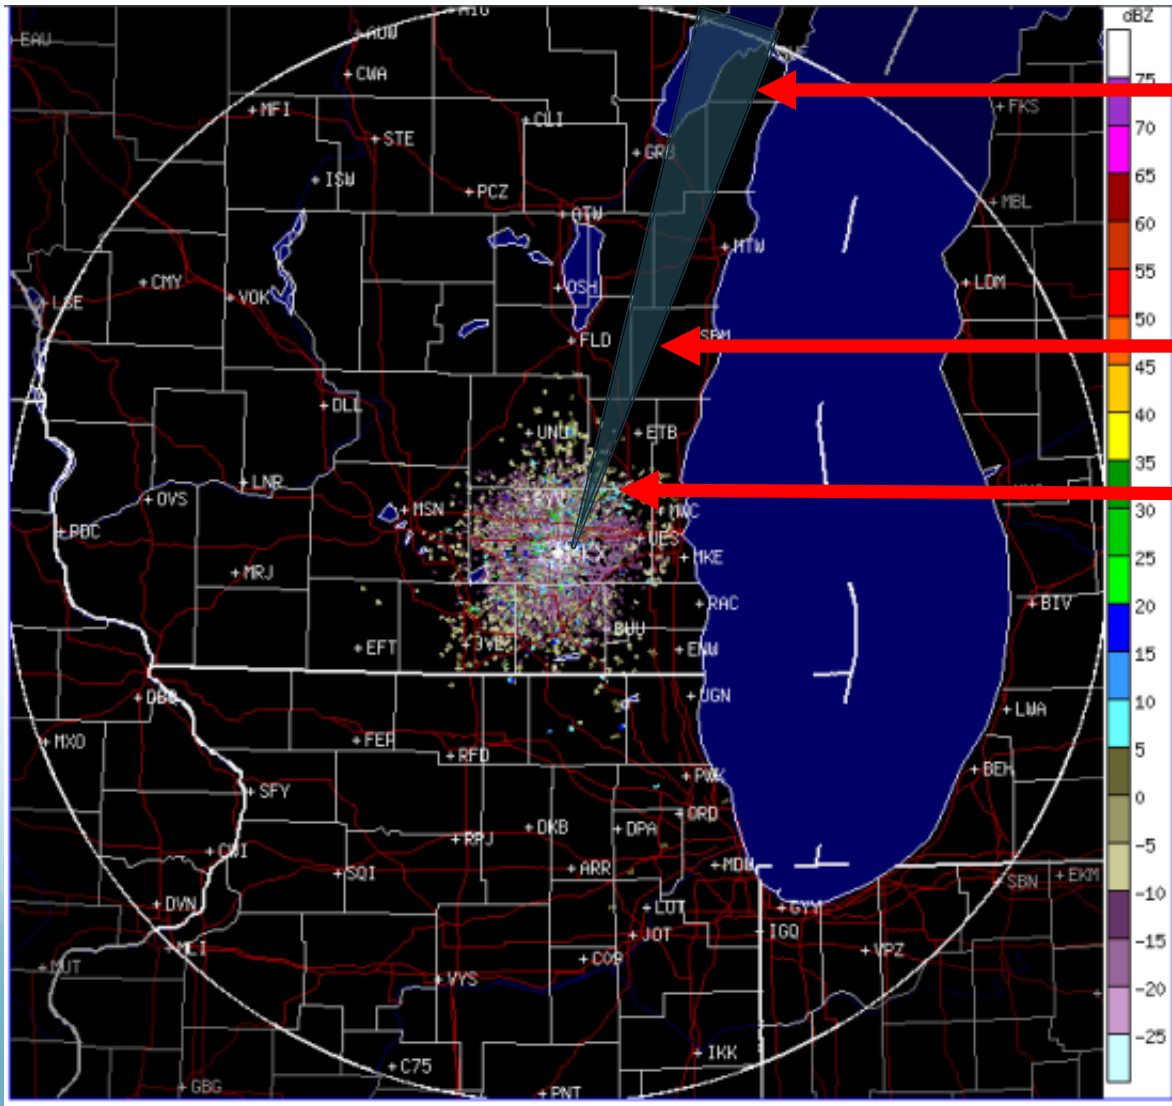 dBZ
AUW
EAU
CWA
75
FKS
MFI
CLI
70
STE
GRB
65
ISW
PCZ
MBL
60
OTW
MTW
55
CMY
OSH
LDM
VOK
LSE
50
SBM
FLD
45
DLL
40
UNU
ETB
35
LNR
OVS
MSN
MWC
30
PDC
UES
MKE
25
MRJ
20
RAC
BIV
BUU
15
EFT
JVL
ENW
10
DBQ
UGN
LWA
5
MXO
FEP
RFD
BEH
PWK
0
SFY
ORD
DKB
DPA
RPJ
-5
CWI
MDW
SQI
ARR
EKM
SBN
-10
DVN
LOT
GYY
JOT
IGQ
-15
MLI
VPZ
MUT
COQ
VYS
-20
-25
IKK
C75
GBG
PNT